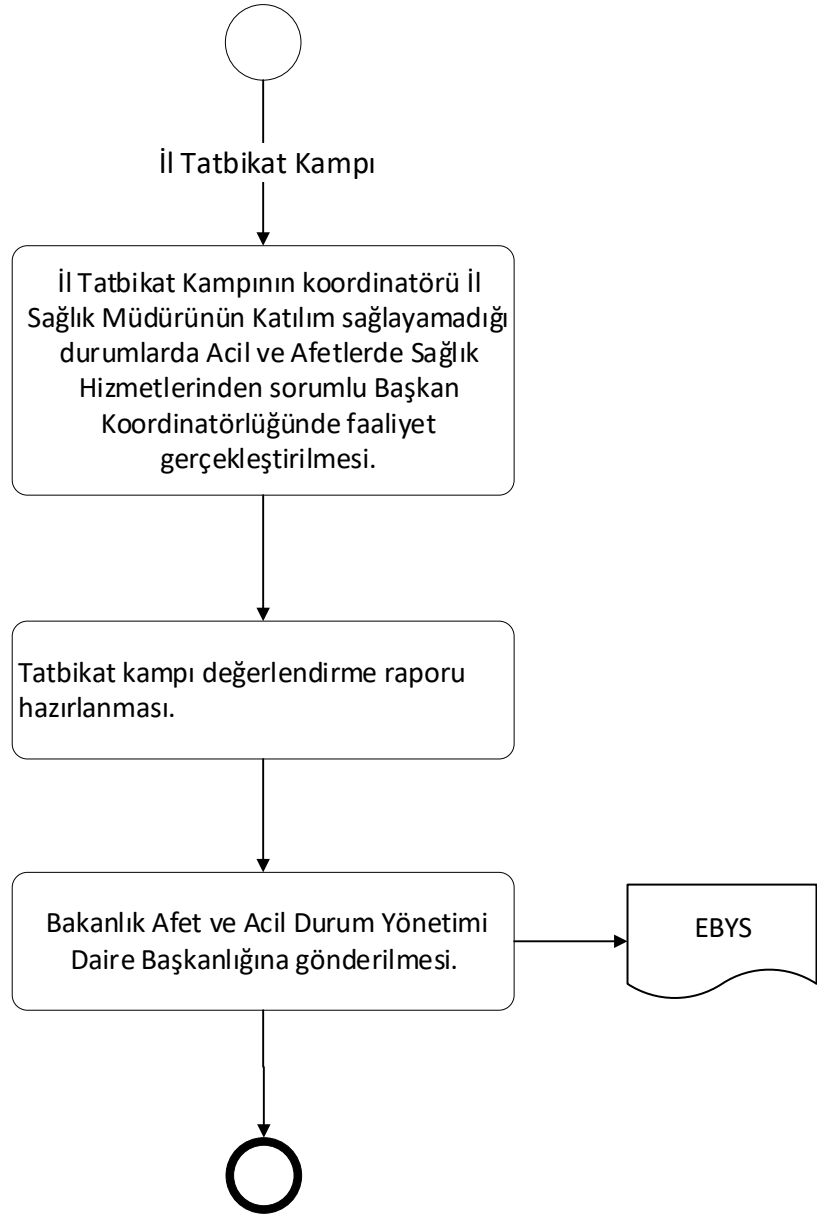 İl Tatbikat Kampı
İl Tatbikat Kampının koordinatörü İl
Sağlık Müdürünün Katılım sağlayamadığı
durumlarda Acil ve Afetlerde Sağlık
Hizmetlerinden sorumlu Başkan
Koordinatörlüğünde faaliyet
gerçekleştirilmesi.
Tatbikat kampı değerlendirme raporu
hazırlanması.
Bakanlık Afet ve Acil Durum Yönetimi
Daire Başkanlığına gönderilmesi.
EBYS